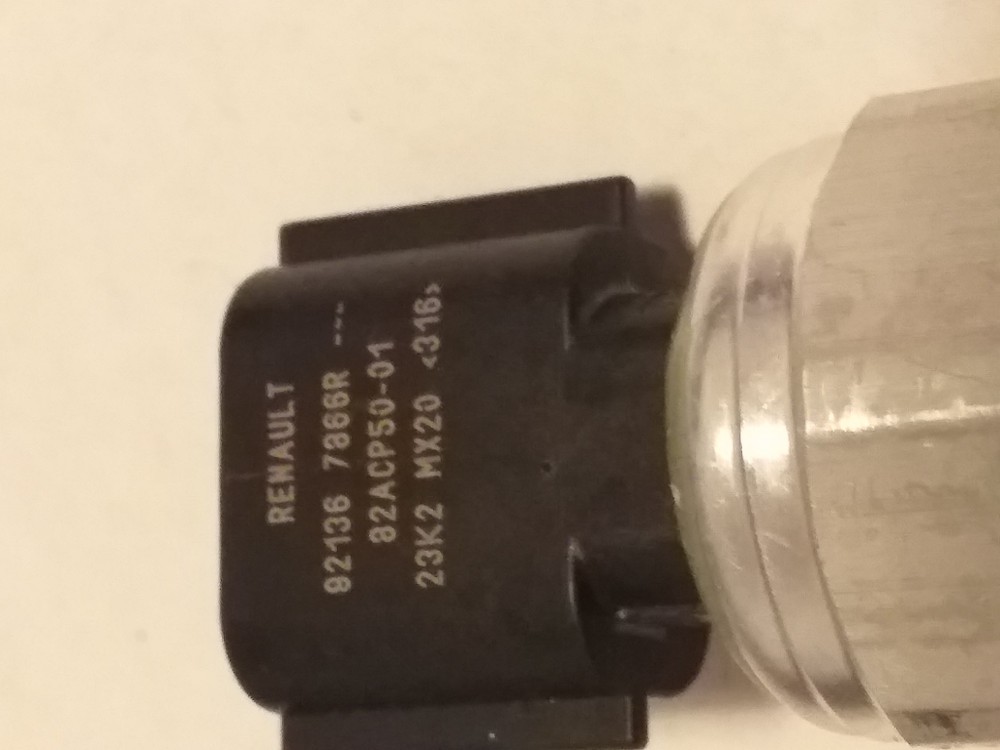 RENAULT
92136 7866R ---
82ACP50-01
23K2 MX20 <316>